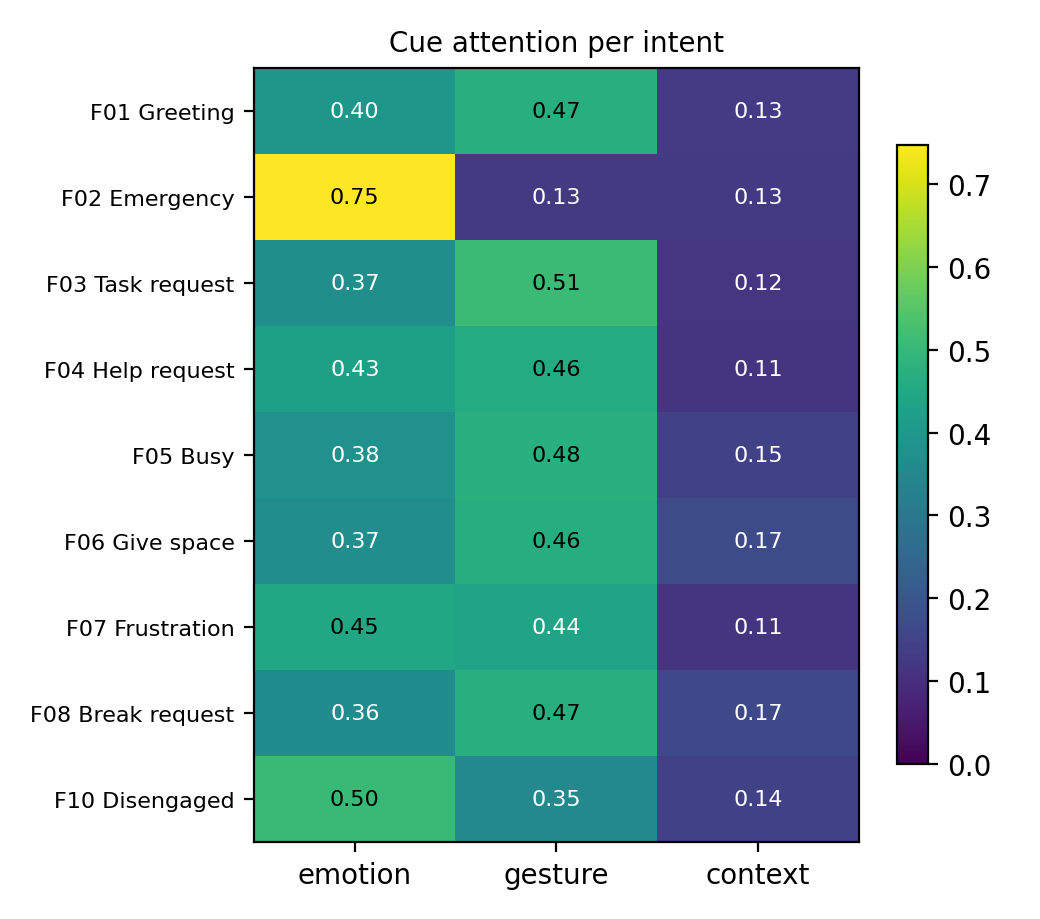 Cue attention per intent
F01 Greeting 0.40 0.47 0.13
F02 Emergency 0.75 0.13 0.13
F03 Task request 0.37 0.51 0.12
F04 Help request 0.43 0.46 0.11
F05 Busy 0.38 0.48 0.15
F06 Give space 0.37 0.46 0.17
F07 Frustration 0.45 0.44 0.11
F08 Break request 0.36 0.47 0.17
F10 Disengaged 0.50 0.35 0.14
emotion gesture context
0.7
0.6
0.5
0.4
0.3
0.2
0.1
0.0